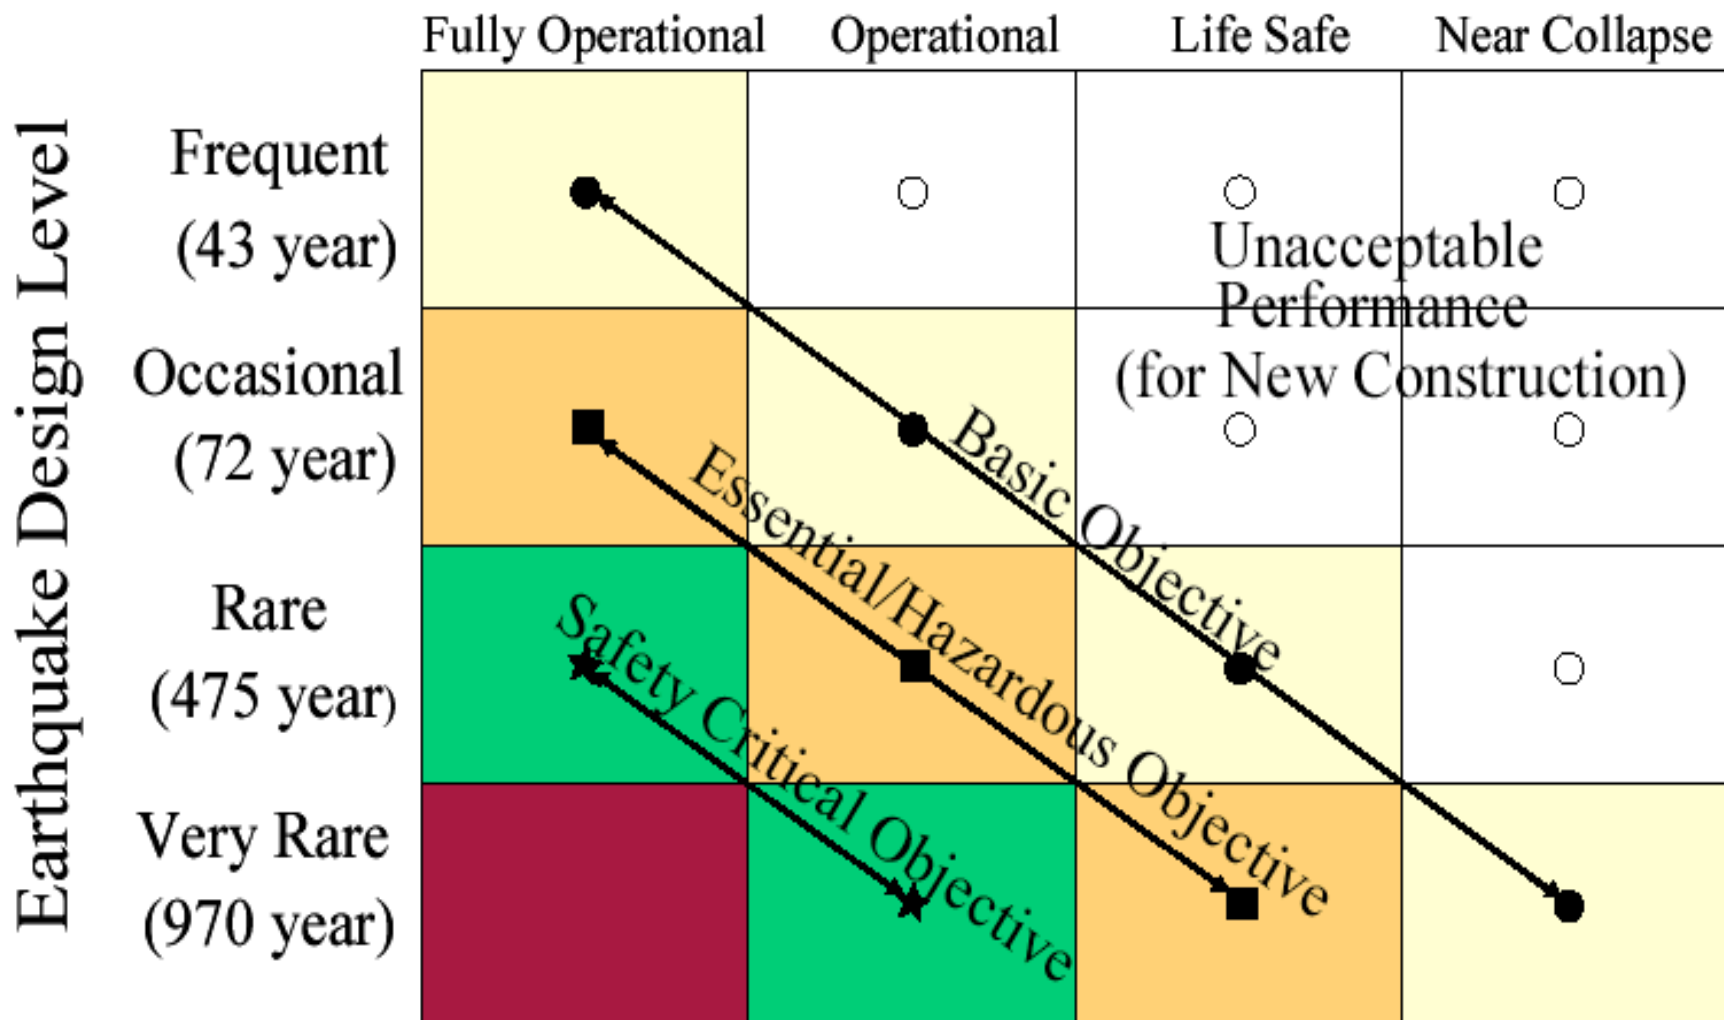 Fully Operational Operational Life Safe Near Collapse
Earthquake Design Level
Frequent
(43 year)
Unacceptable
Performance
(for New Construction)
Occasional
(72 year)
Basic Objective
Essential/Hazardous Objective
Rare
(475 year)
Safety Critical Objective
Very Rare
(970 year)